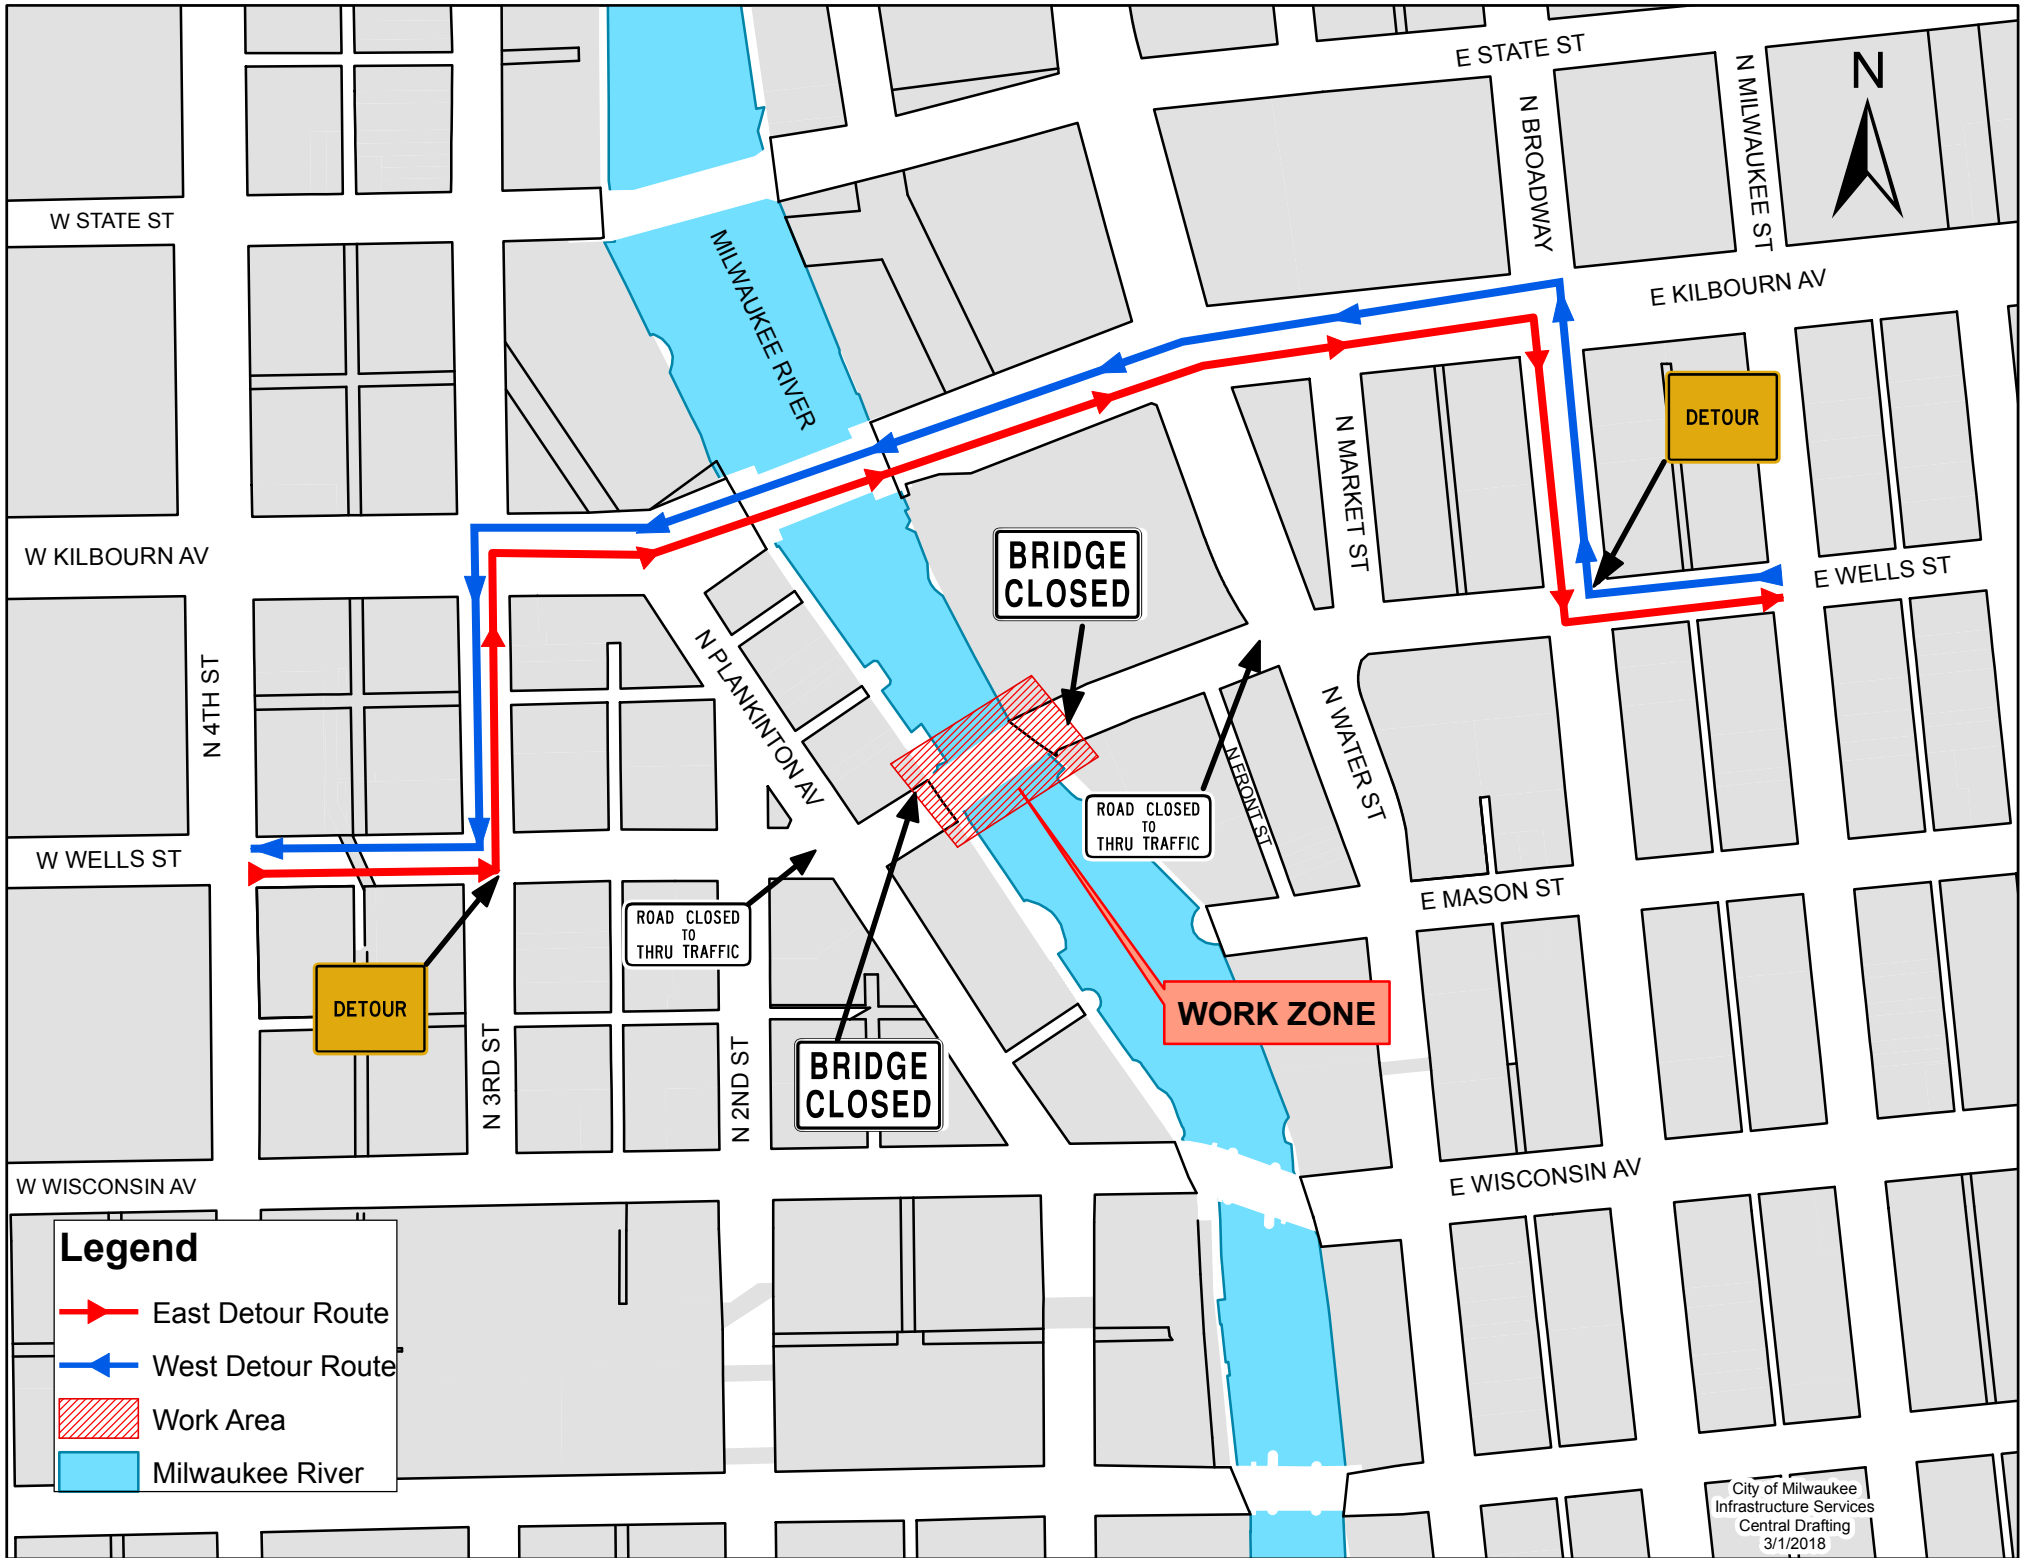 E STATE ST
N BROADWAY
N MILWAUKEE ST
N
W STATE ST
MILWAUKEE RIVER
E KILBOURN AV
DETOUR
N MARKET ST
W KILBOURN AV
BRIDGE
CLOSED
E WELLS ST
N 4TH ST
N PLANKINTON AV
N WATER ST
N FRONT ST
ROAD CLOSED
TO
THRU TRAFFIC
W WELLS ST
E MASON ST
ROAD CLOSED
TO
THRU TRAFFIC
DETOUR
WORK ZONE
N 3RD ST
N 2ND ST
BRIDGE
CLOSED
W WISCONSIN AV
E WISCONSIN AV
Legend
East Detour Route
West Detour Route
Work Area
Milwaukee River
City of Milwaukee
Infrastructure Services
Central Drafting
3/1/2018